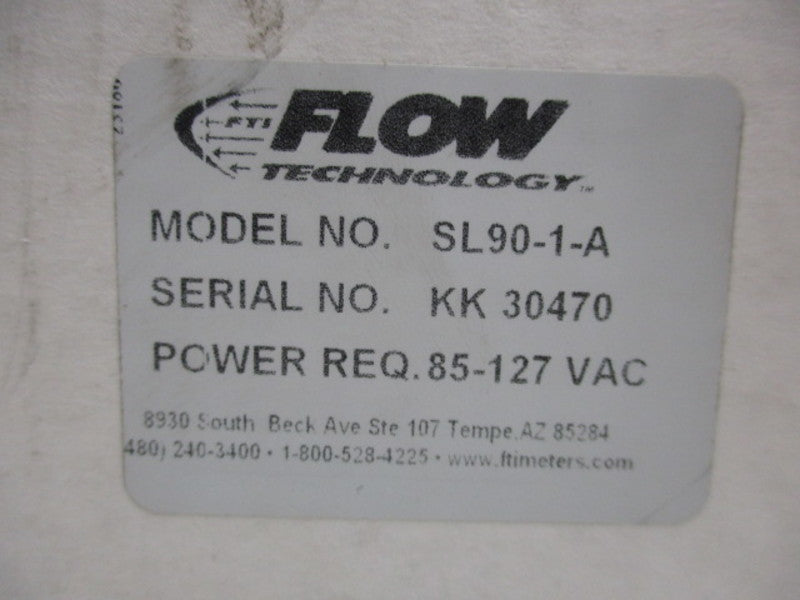 FTI FLOW
TECHNOLOGY™
MODEL NO. SL90-1-A
SERIAL NO. KK 30470
POWER REQ. 85-127 VAC
8930 South Beck Ave Ste 107 Tempe, AZ 85284
480) 240-3400 • 1-800-528-4225 • www.ftimeters.com